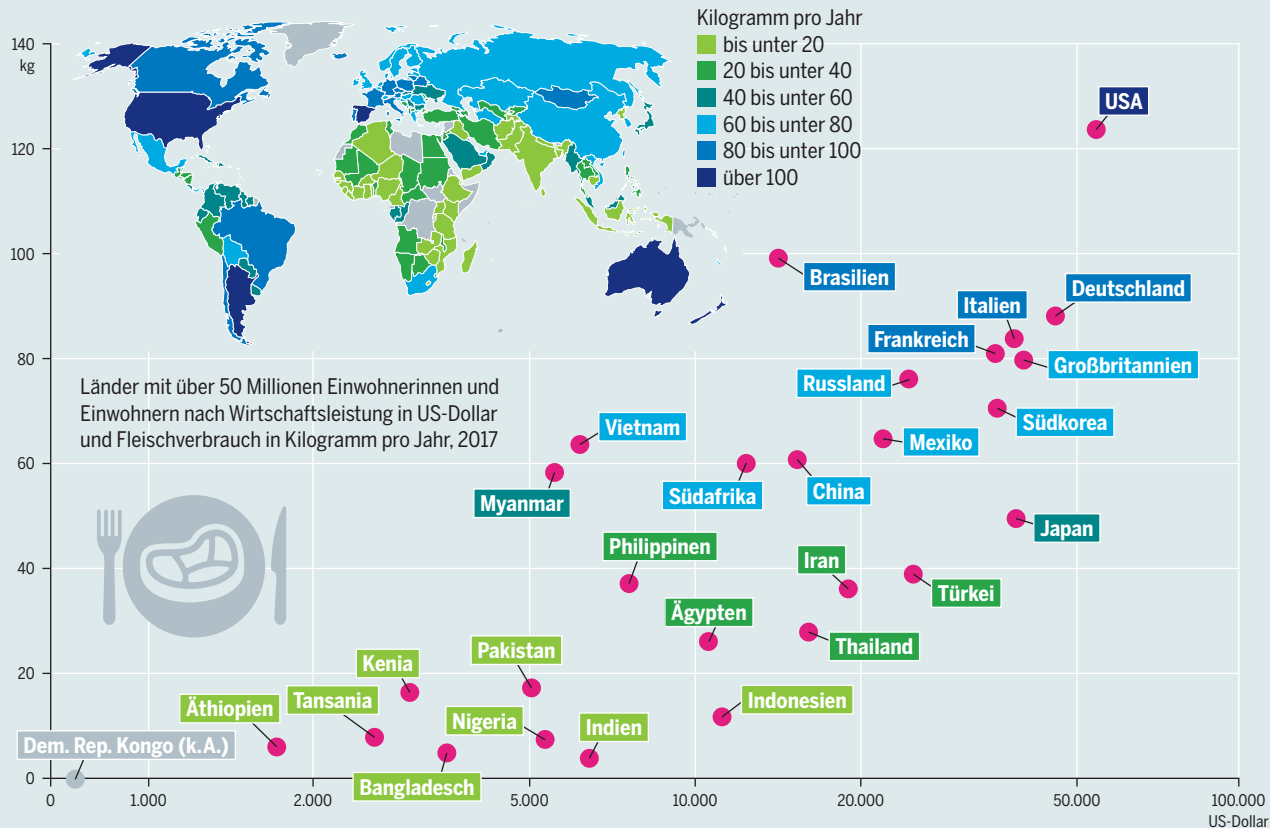 Kilogramm pro Jahr
bis unter 20
20 bis unter 40
40 bis unter 60
60 bis unter 80
80 bis unter 100
über 100
140
kg
120
100
80
60
40
20
0
USA
Brasilien
Deutschland
Italien
Frankreich
Großbritannien
Russland
Südkorea
Mexiko
Vietnam
China
Südafrika
Myanmar
Japan
Philippinen
Iran
Türkei
Ägypten
Thailand
Pakistan
Kenia
Indonesien
Tansania
Äthiopien
Nigeria
Indien
Dem. Rep. Kongo (k.A.)
Bangladesch
Länder mit über 50 Millionen Einwohnerinnen und
Einwohnern nach Wirtschaftsleistung in US-Dollar
und Fleischverbrauch in Kilogramm pro Jahr, 2017
0
1.000
2.000
5.000
10.000
20.000
50.000
100.000
US-Dollar